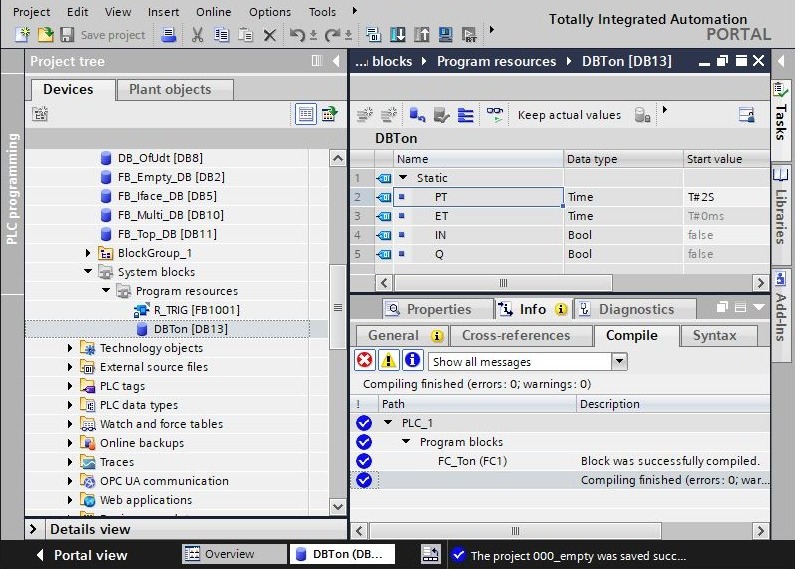 Project Edit View Insert Online Options Tools
Totally Integrated Automation
PORTAL
Save project
Project tree
Devices
Plant objects
PLC programming
DB_OfUdt [DB8]
FB_Empty_DB [DB2]
FB_Iface_DB [DB5]
FB_Multi_DB [DB10]
FB_Top_DB [DB11]
BlockGroup_1
System blocks
Program resources
R_TRIG [FB1001]
DBTon [DB13]
Technology objects
External source files
PLC tags
PLC data types
Watch and force tables
Online backups
Traces
OPC UA communication
Web applications
Details view
...ı blocks Program resources DBTon [DB13]
Keep actual values
DBTon
Name Data type Start value
1 Static
2 PT Time T#2S
3 ET Time T#0ms
4 IN Bool false
5 Q Bool false
Properties Info Diagnostics
General Cross-references Compile Syntax
Show all messages
Compiling finished (errors: 0; warnings: 0)
! Path Description
PLC_1
Program blocks
FC_Ton (FC1) Block was successfully compiled.
Compiling finished (errors: 0; war...
Tasks
Libraries
Add-Ins
Portal view Overview DBTon (DB... The project 000_empty was saved succ...